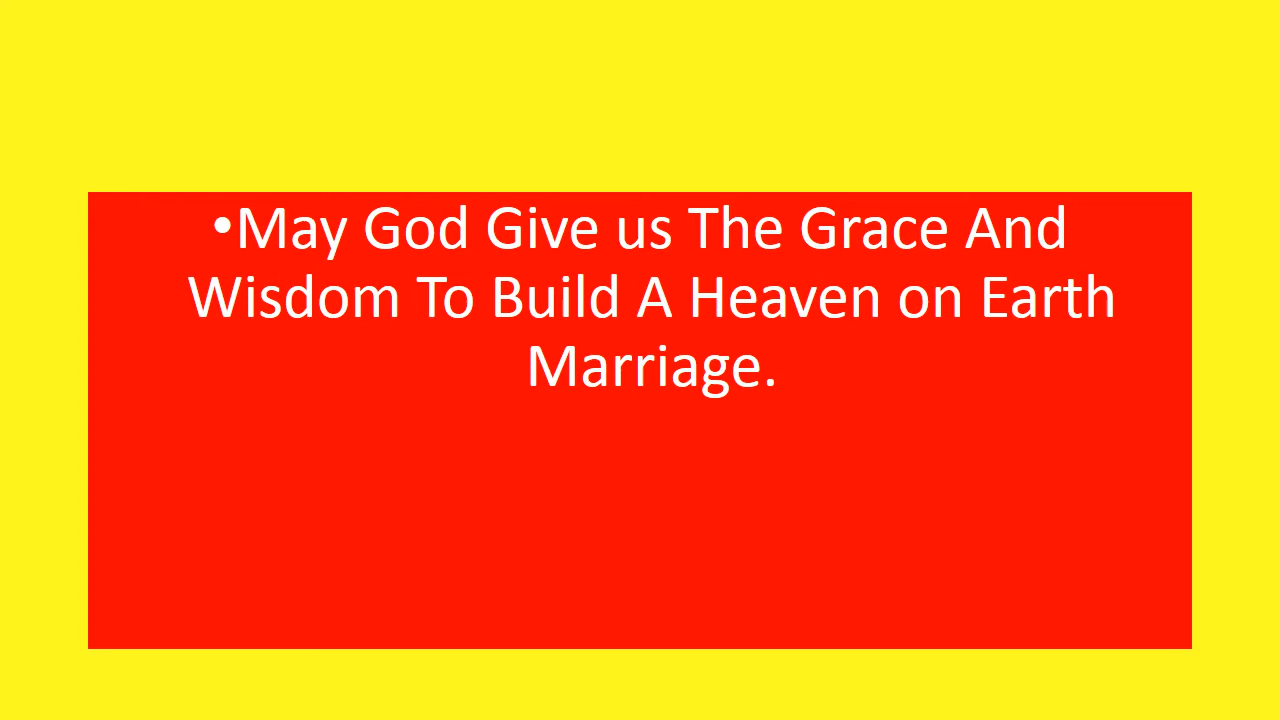 •May God Give us The Grace And
Wisdom To Build A Heaven on Earth
Marriage.